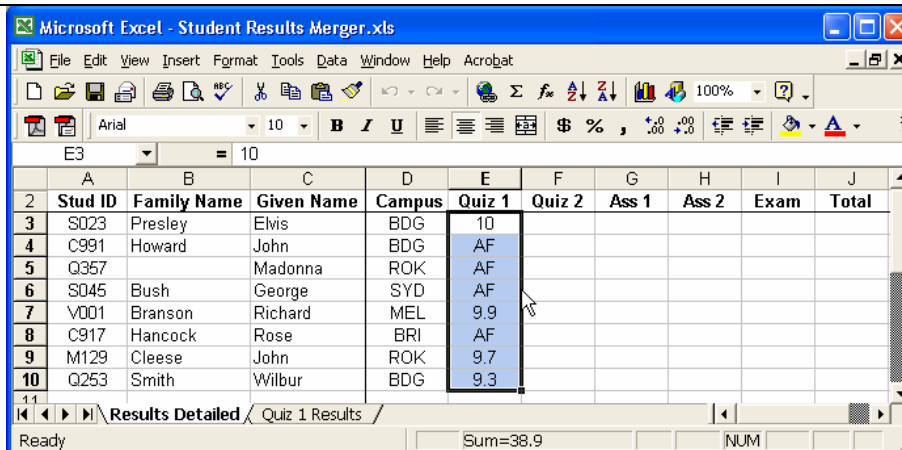 Microsoft Excel - Student Results Merger.xls
File Edit View Insert Format Tools Data Window Help Acrobat
100%
Arial 10 B I U $ % ,
E3 = 10
A B C D E F G H I J
2 Stud ID Family Name Given Name Campus Quiz 1 Quiz 2 Ass 1 Ass 2 Exam Total
3 S023 Presley Elvis BDG 10
4 C991 Howard John BDG AF
5 Q357 Madonna ROK AF
6 S045 Bush George SYD AF
7 V001 Branson Richard MEL 9.9
8 C917 Hancock Rose BRI AF
9 M129 Cleese John ROK 9.7
10 Q253 Smith Wilbur BDG 9.3
11
Results Detailed Quiz 1 Results
Ready Sum=38.9 NUM